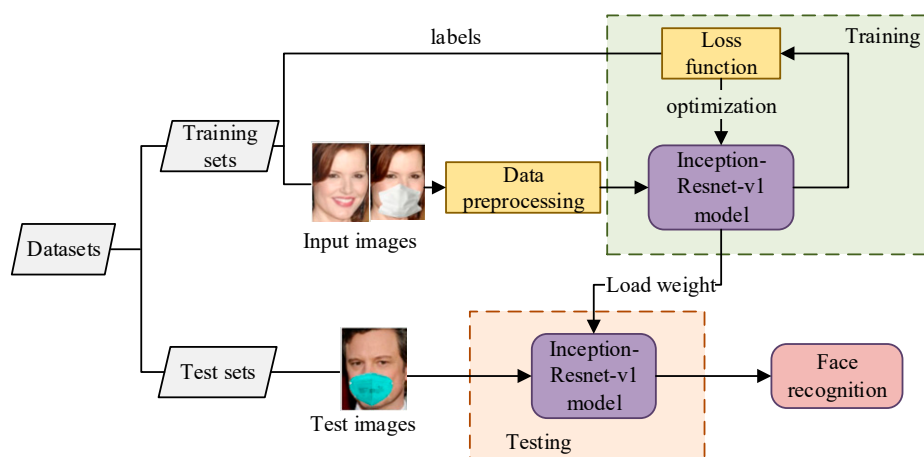 labels
Loss
function
Training
optimization
Training
sets
Inception-
Resnet-v1
model
Data
preprocessing
Input images
Datasets
Load weight
Test sets
Inception-
Resnet-v1
model
Face
recognition
Test images
Testing